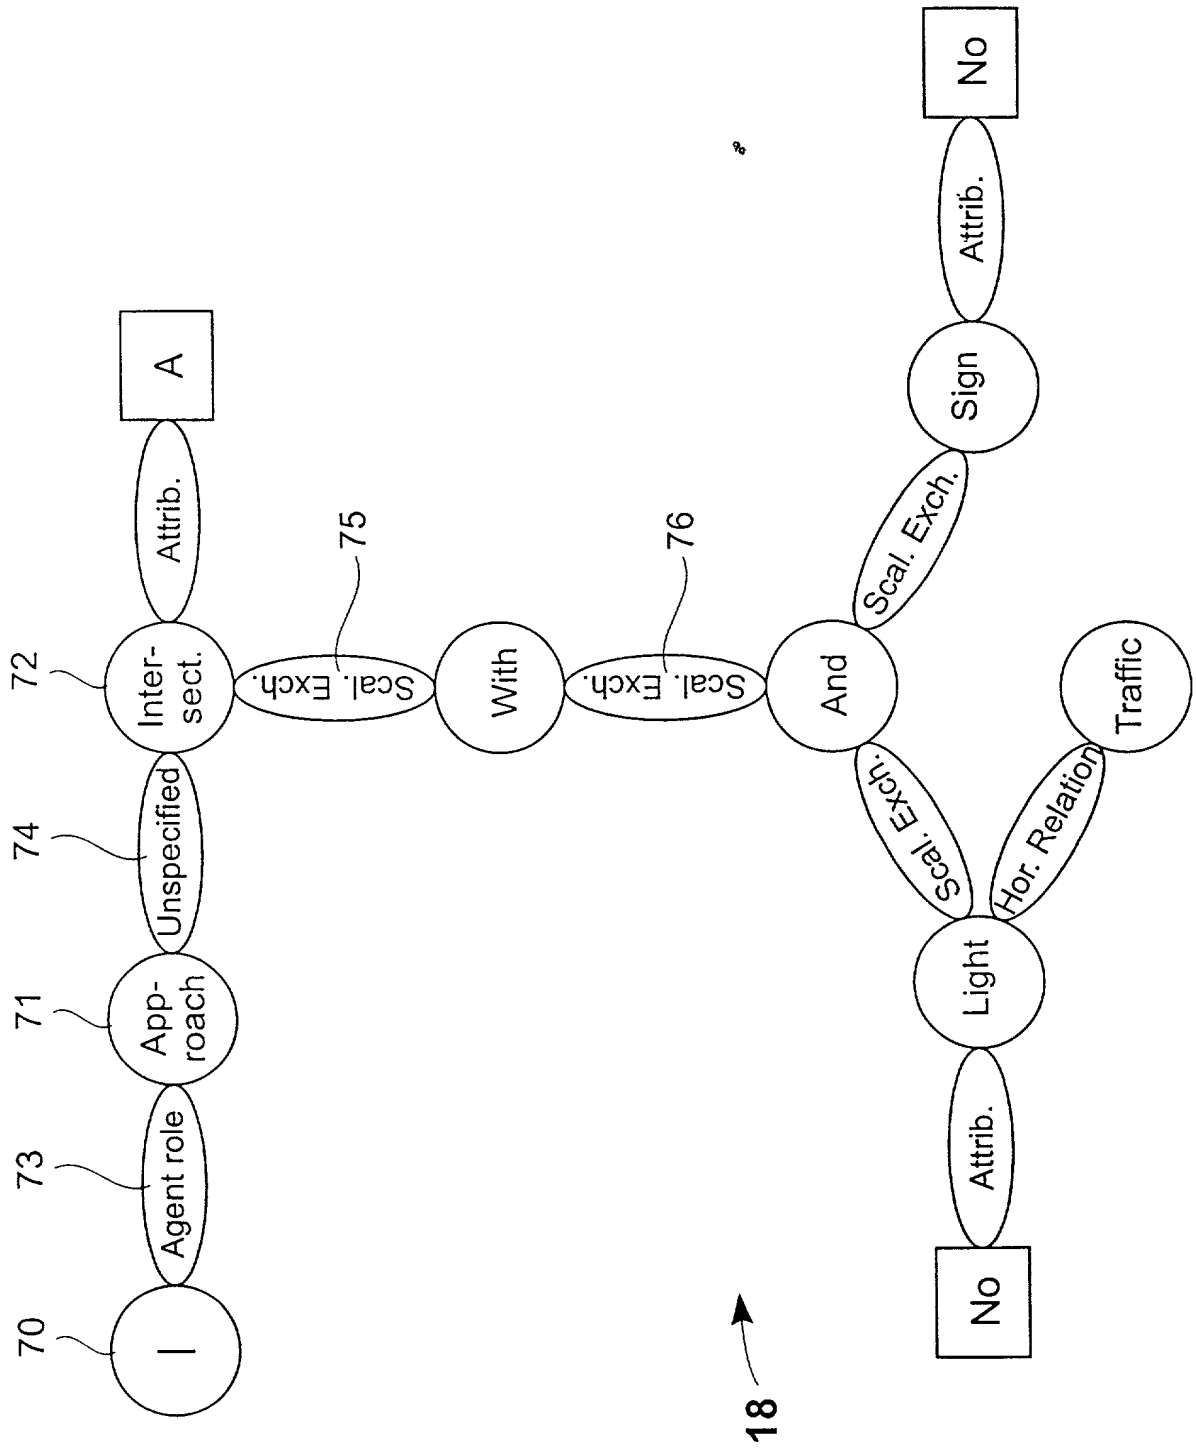 70
71
72
73
74
I
Agent role
App-
roach
Unspecified
Inter-
sect.
Attrib.
A
Scal. Exch.
75
With
Scal. Exch.
76
And
Scal. Exch.
Scal. Exch.
Sign
Attrib.
No
No
Attrib.
Light
Hor. Relation
Traffic
18